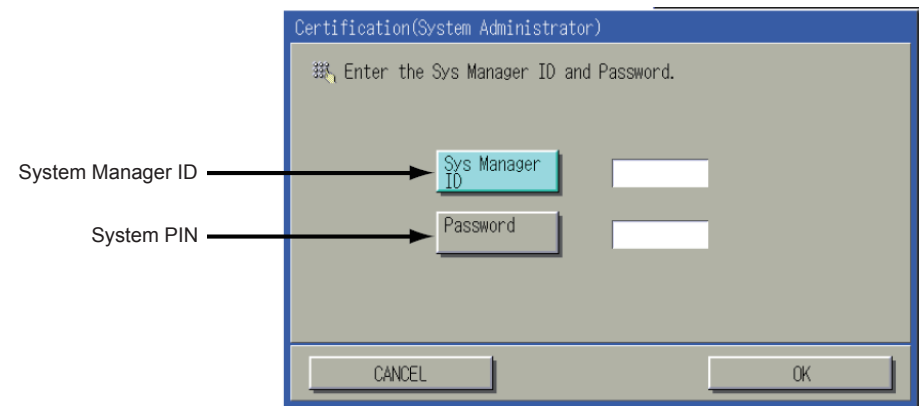 Certification(System Administrator)
Enter the Sys Manager ID and Password.
System Manager ID
Sys Manager
ID
System PIN
Password
CANCEL
OK